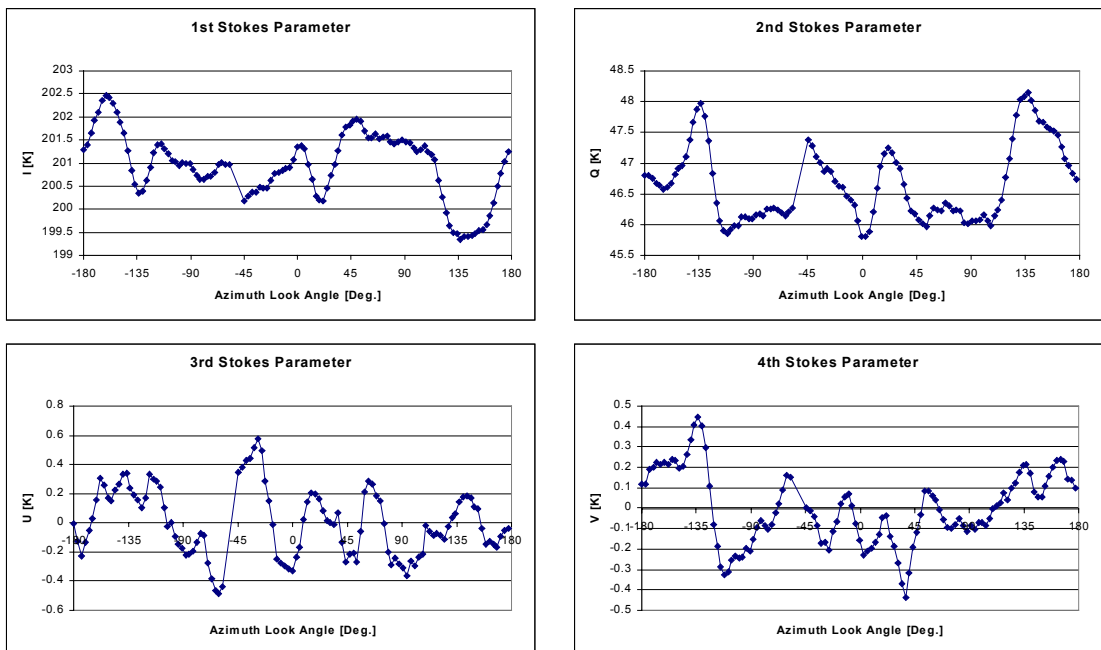 1st Stokes Parameter
203
202.5
202
201.5
201
200.5
200
199.5
199
I [K]
-180 -135 -90 -45 0 45 90 135 180
Azimuth Look Angle [Deg.]
2nd Stokes Parameter
48.5
48
47.5
47
46.5
46
45.5
Q [K]
-180 -135 -90 -45 0 45 90 135 180
Azimuth Look Angle [Deg.]
3rd Stokes Parameter
0.8
0.6
0.4
0.2
0
-0.2
-0.4
-0.6
U [K]
-180 -135 -90 -45 0 45 90 135 180
Azimuth Look Angle [Deg.]
4th Stokes Parameter
0.5
0.4
0.3
0.2
0.1
0
-0.1
-0.2
-0.3
-0.4
-0.5
V [K]
-180 -135 -90 -45 0 45 90 135 180
Azimuth Look Angle [Deg.]